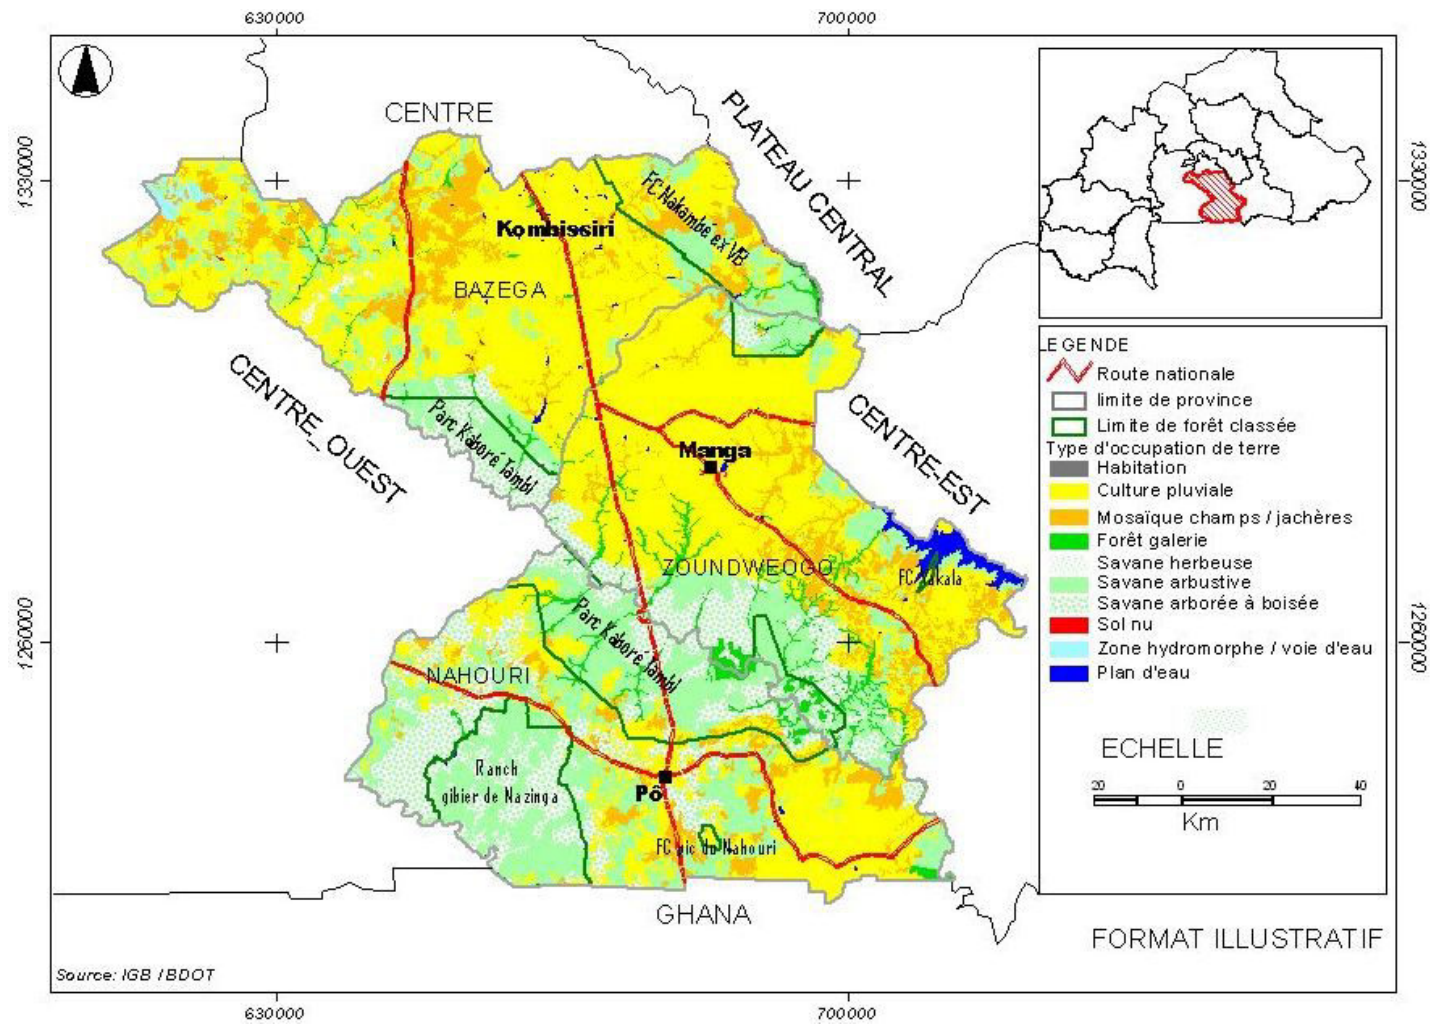 630000
700000
1330000
1330000
CENTRE
PLATEAU CENTRAL
FC Nakambé ex VB
Kombissiri
BAZEGA
CENTRE_OUEST
Parc Kaboré Tambi
CENTRE-EST
Manga
ZOUNDWEOGO
FC Yakala
1260000
1260000
Parc Kaboré Tambi
NAHOURI
Ranch
gibier de Nazinga
Pô
FC pic du Nahouri
GHANA
LEGENDE
Route nationale
limite de province
Limite de forêt classée
Type d'occupation de terre
Habitation
Culture pluviale
Mosaïque champs / jachères
Forêt galerie
Savane herbeuse
Savane arbustive
Savane arborée à boisée
Sol nu
Zone hydromorphe / voie d'eau
Plan d'eau
ECHELLE
20 0 20 40
Km
FORMAT ILLUSTRATIF
Source: IGB / BDOT
630000
700000